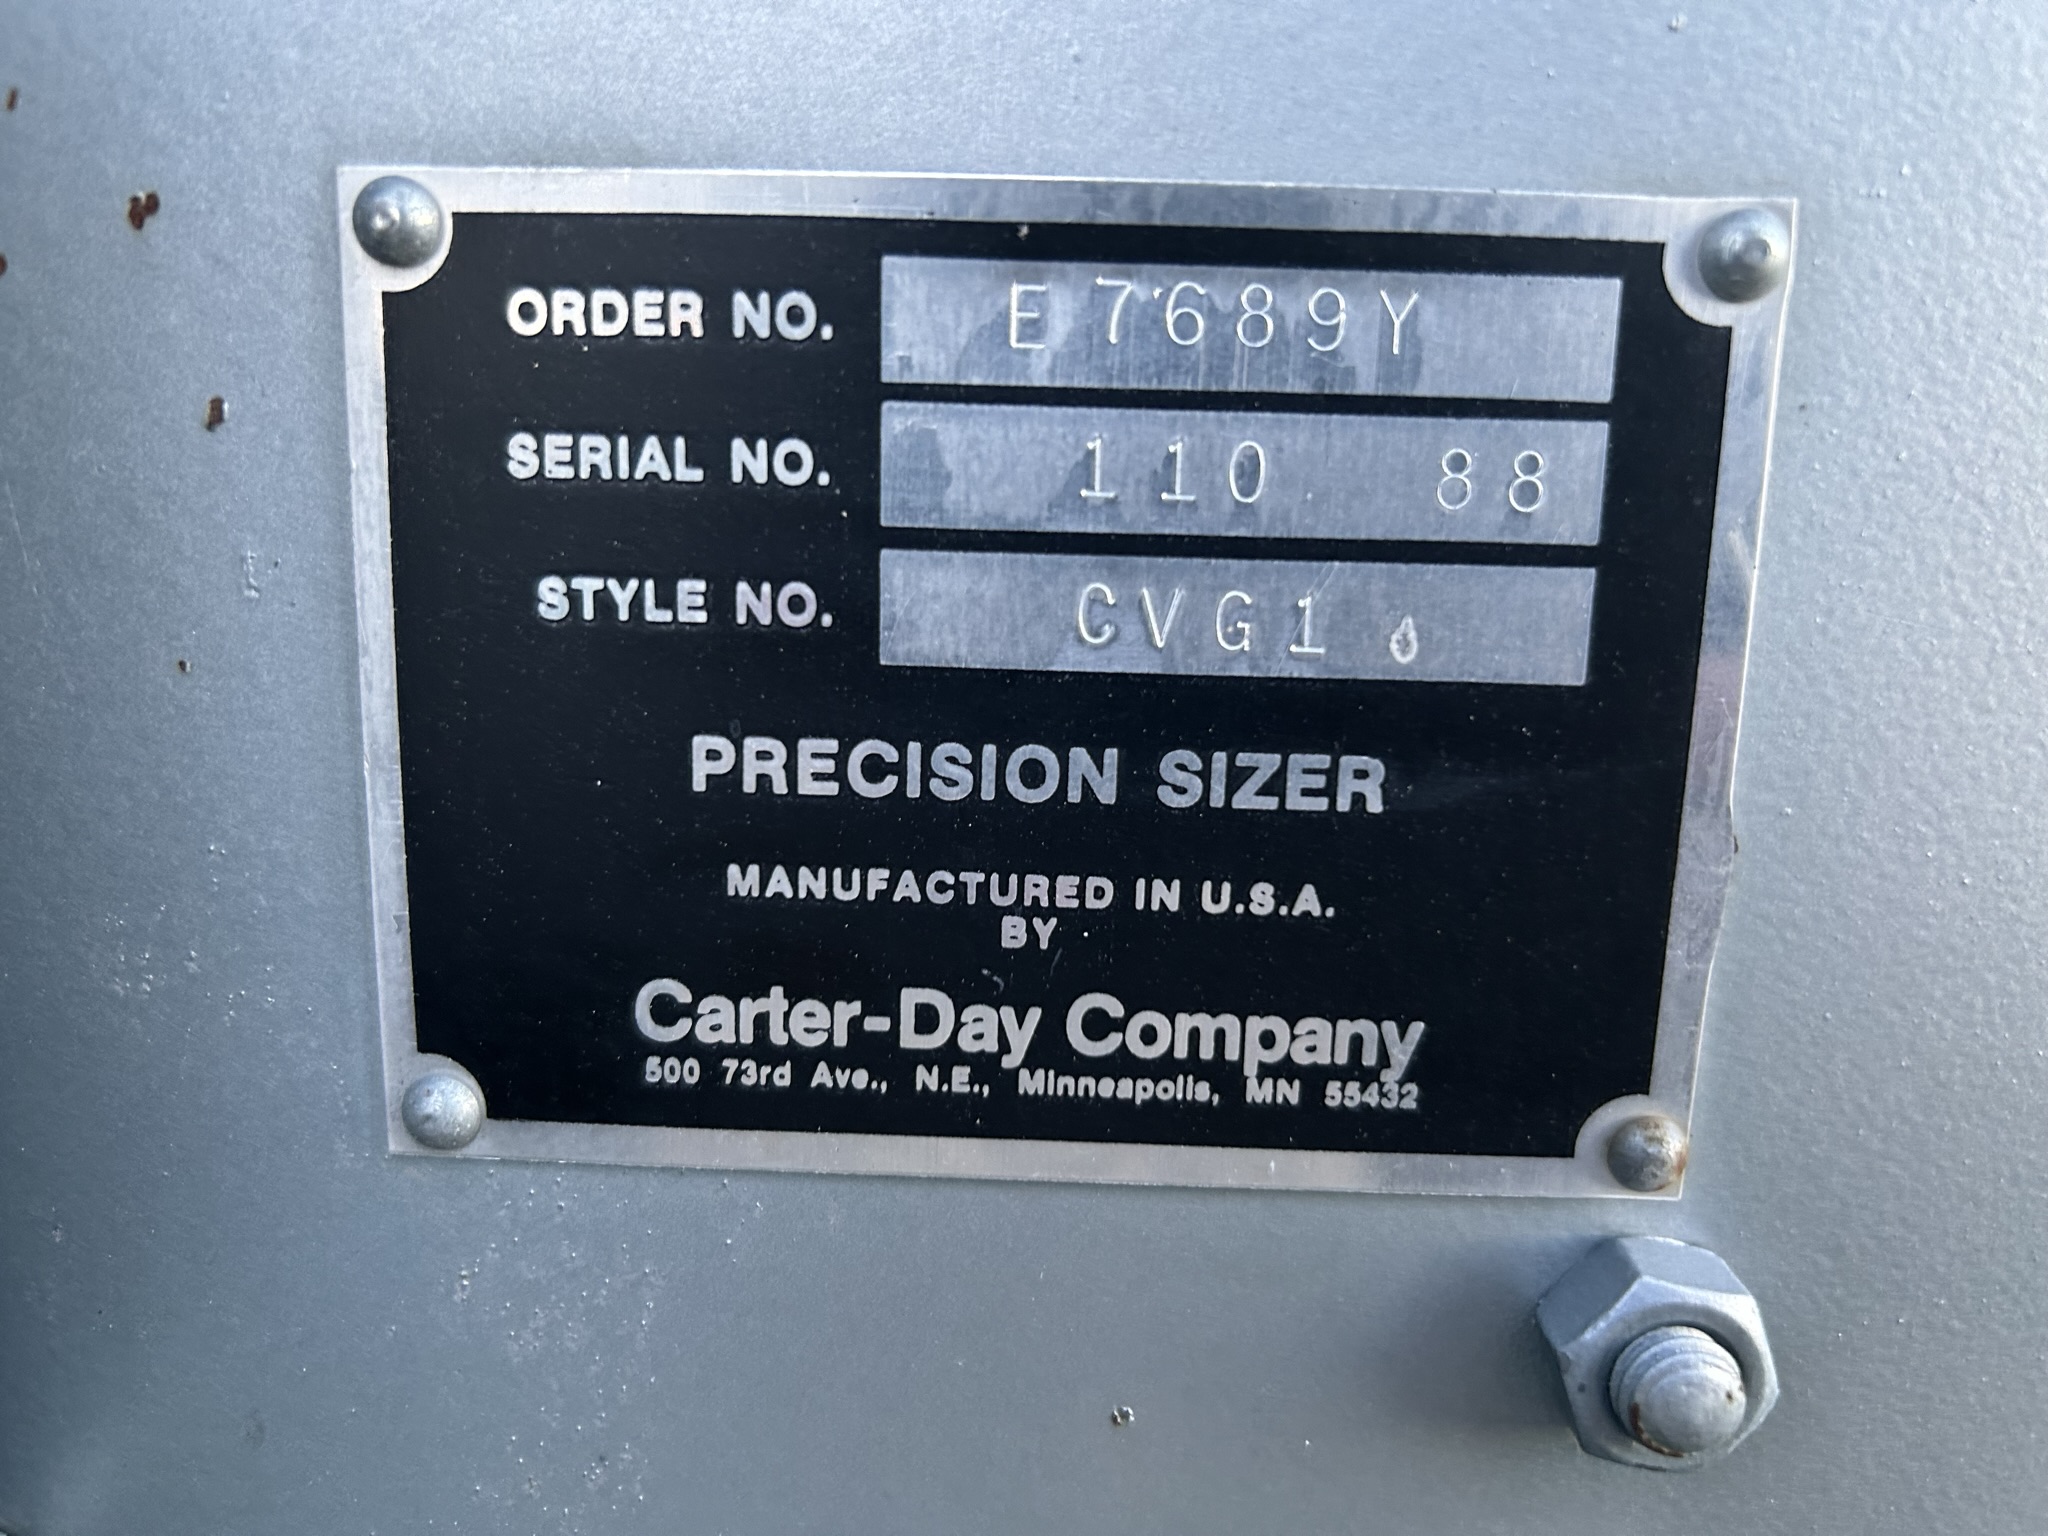 ORDER NO. E7689Y
SERIAL NO. 110 88
STYLE NO. CVG1
PRECISION SIZER
MANUFACTURED IN U.S.A.
BY
Carter-Day Company
500 73rd Ave., N.E., Minneapolis, MN 55432